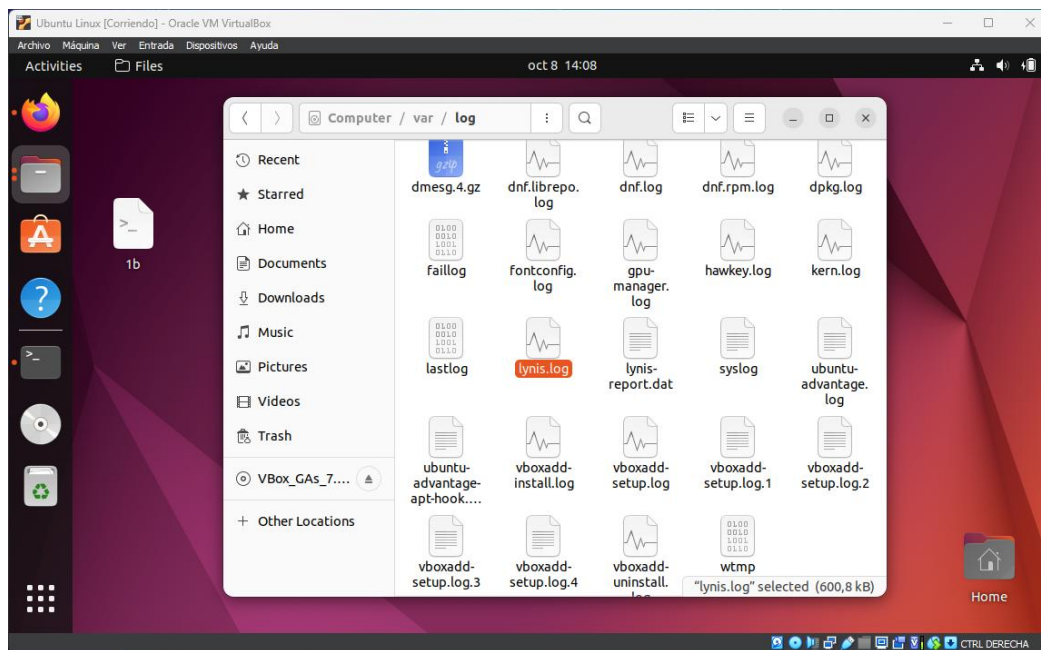 Ubuntu Linux [Corriendo] - Oracle VM VirtualBox
Archivo Máquina Ver Entrada Dispositivos Ayuda
Activities Files oct 8 14:08
Computer / var / log
Recent
Starred
Home
Documents
Downloads
Music
Pictures
Videos
Trash
VBox_GAs_7....
+ Other Locations
gzip
dmesg.4.gz
dnf.librepo.
log
dnf.log
dnf.rpm.log
dpkg.log
faillog
fontconfig.
log
gpu-
manager.
log
hawkey.log
kern.log
lastlog
lynis.log
lynis-
report.dat
syslog
ubuntu-
advantage.
log
ubuntu-
advantage-
apt-hook....
vboxadd-
install.log
vboxadd-
setup.log
vboxadd-
setup.log.1
vboxadd-
setup.log.2
vboxadd-
setup.log.3
vboxadd-
setup.log.4
vboxadd-
uninstall.
wtmp
"lynis.log" selected (600,8 kB)
1b
Home
CTRL DERECHA